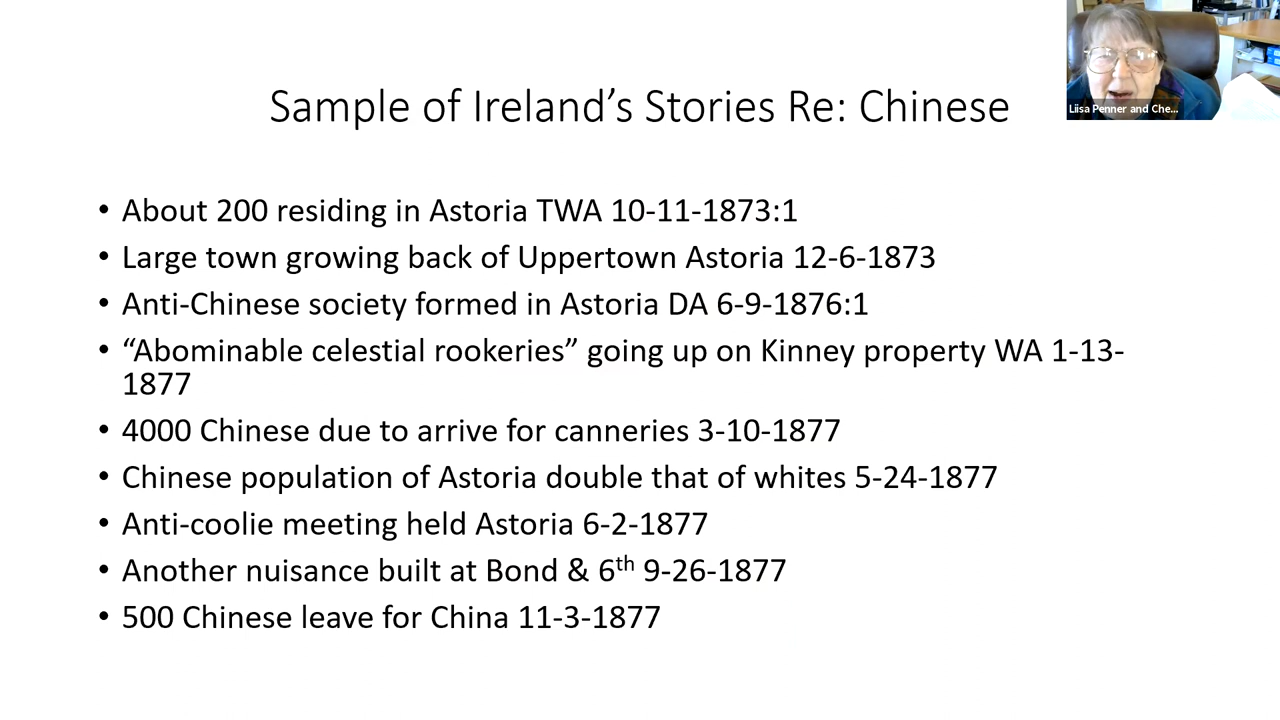 Sample of Ireland’s Stories Re: Chinese
Liisa Penner and Che...
• About 200 residing in Astoria TWA 10-11-1873:1
• Large town growing back of Uppertown Astoria 12-6-1873
• Anti-Chinese society formed in Astoria DA 6-9-1876:1
• “Abominable celestial rookeries” going up on Kinney property WA 1-13-
1877
• 4000 Chinese due to arrive for canneries 3-10-1877
• Chinese population of Astoria double that of whites 5-24-1877
• Anti-coolie meeting held Astoria 6-2-1877
• Another nuisance built at Bond & 6th 9-26-1877
• 500 Chinese leave for China 11-3-1877